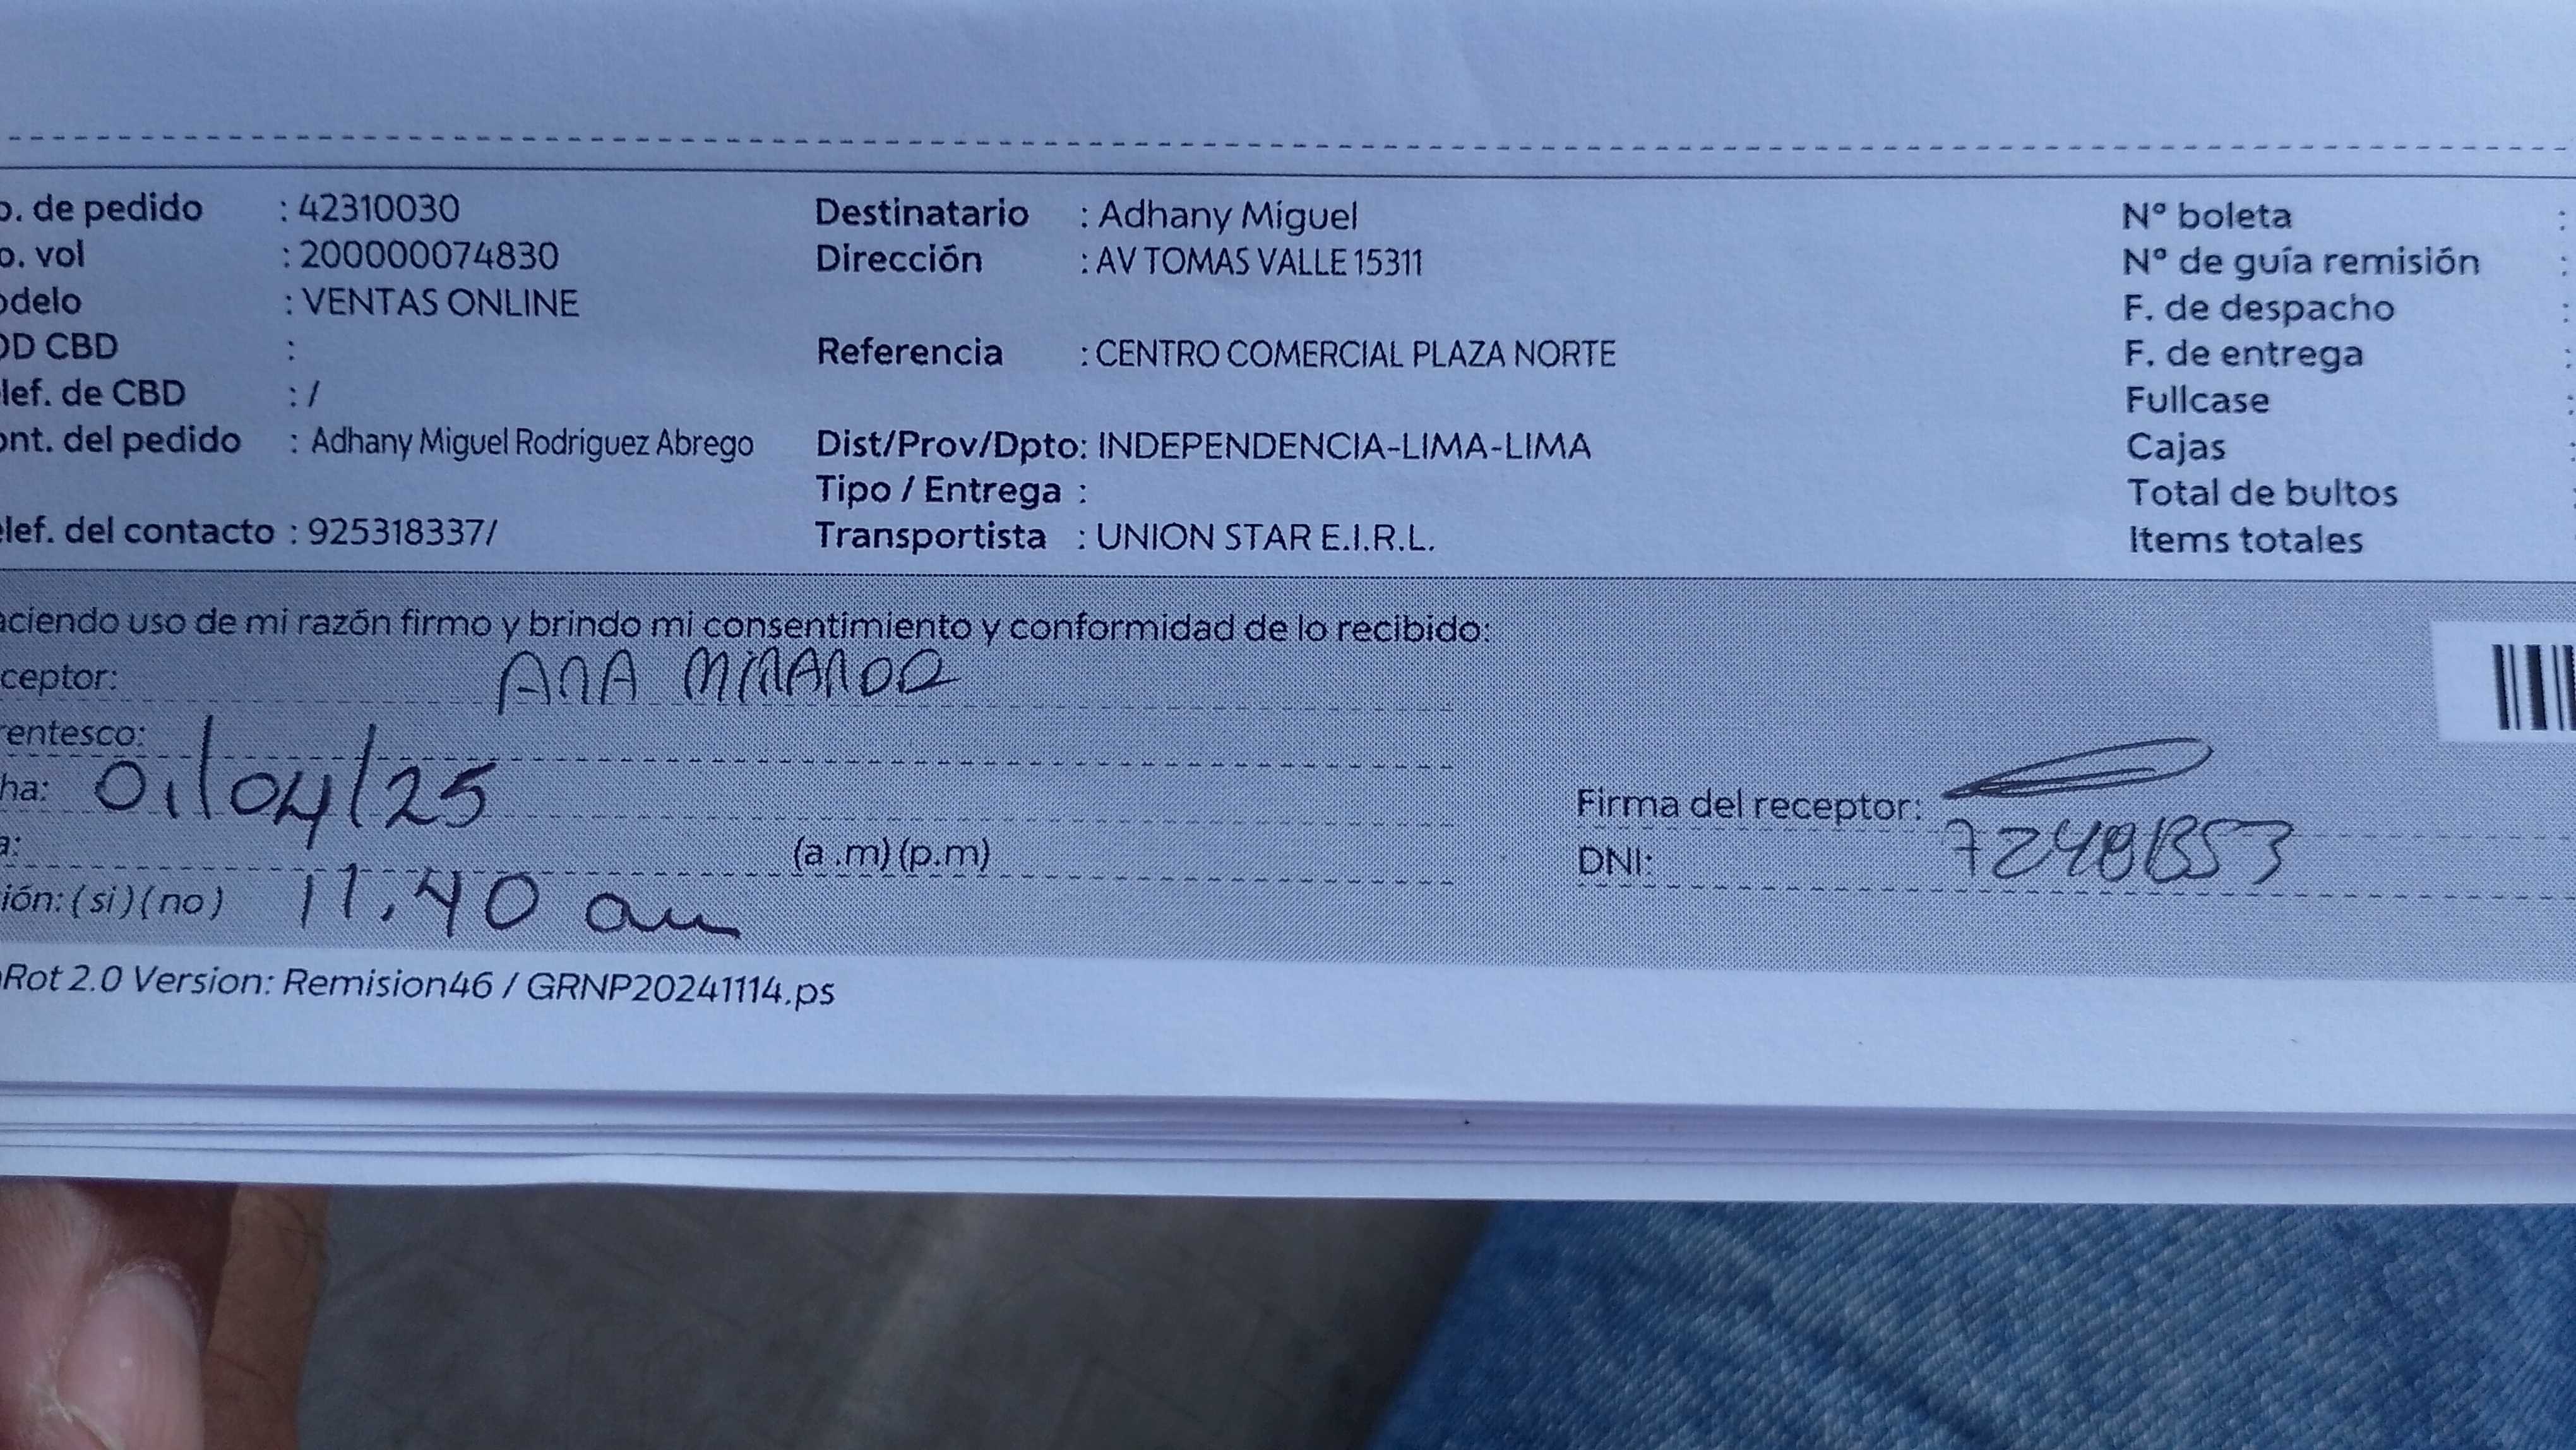 o. de pedido : 42310030
o. vol : 200000074830
odelo : VENTAS ONLINE
OD CBD :
lef. de CBD : /
ont. del pedido : Adhany Miguel Rodriguez Abrego
elef. del contacto : 925318337/
Destinatario : Adhany Miguel
Dirección : AV TOMAS VALLE 15311
Referencia : CENTRO COMERCIAL PLAZA NORTE
Dist/Prov/Dpto: INDEPENDENCIA-LIMA-LIMA
Tipo / Entrega :
Transportista : UNION STAR E.I.R.L.
N° boleta :
N° de guía remisión :
F. de despacho :
F. de entrega :
Fullcase :
Cajas :
Total de bultos :
Items totales :
aciendo uso de mi razón firmo y brindo mi consentimiento y conformidad de lo recibido:
ceptor: ANA MIRANDA
rentesco:
ha: 01/04/25
a: (a .m) (p.m)
ión: ( si ) ( no ) 11.40 am
Firma del receptor:
DNI:
Rot 2.0 Version: Remision46 / GRNP20241114.ps